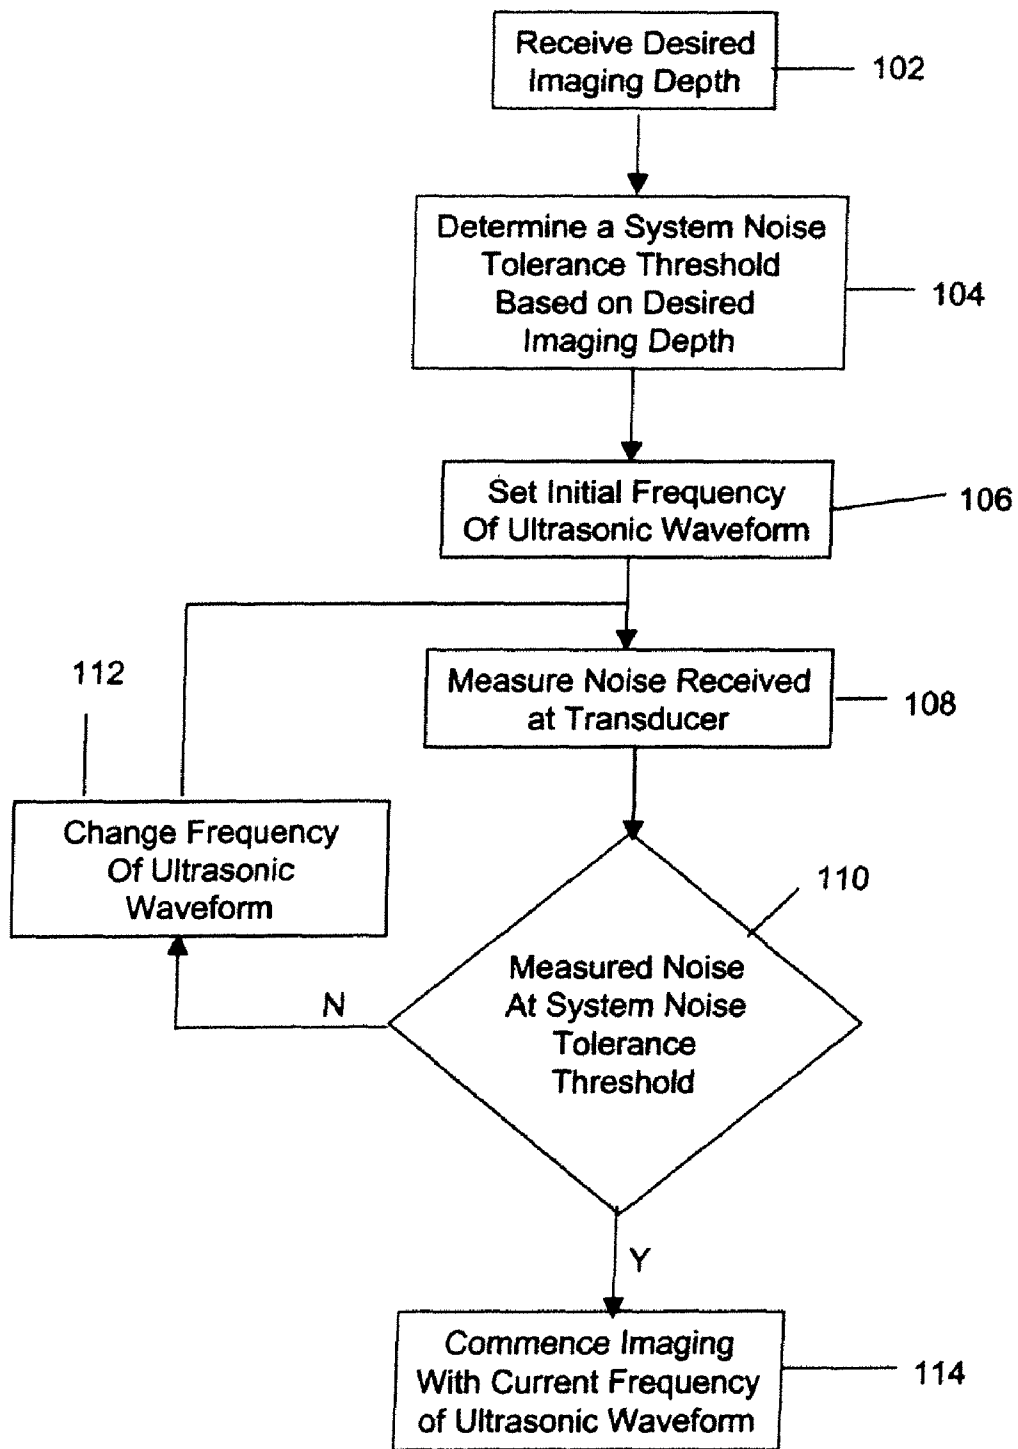 Receive Desired
Imaging Depth
102
Determine a System Noise
Tolerance Threshold
Based on Desired
Imaging Depth
104
Set Initial Frequency
Of Ultrasonic Waveform
106
Measure Noise Received
at Transducer
108
112
Change Frequency
Of Ultrasonic
Waveform
110
Measured Noise
At System Noise
Tolerance
Threshold
N
Y
Commence Imaging
With Current Frequency
of Ultrasonic Waveform
114